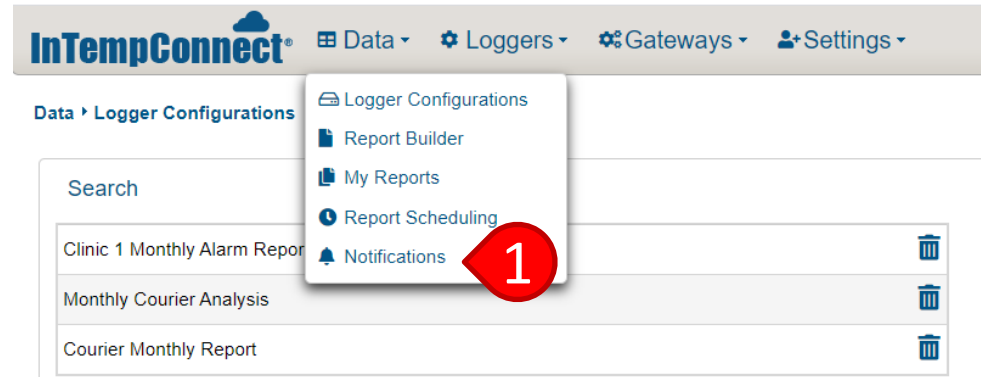 InTempConnect® Data Loggers Gateways Settings
Data Logger Configurations
Logger Configurations
Report Builder
My Reports
Report Scheduling
Notifications
1
Search
Clinic 1 Monthly Alarm Repor
Monthly Courier Analysis
Courier Monthly Report